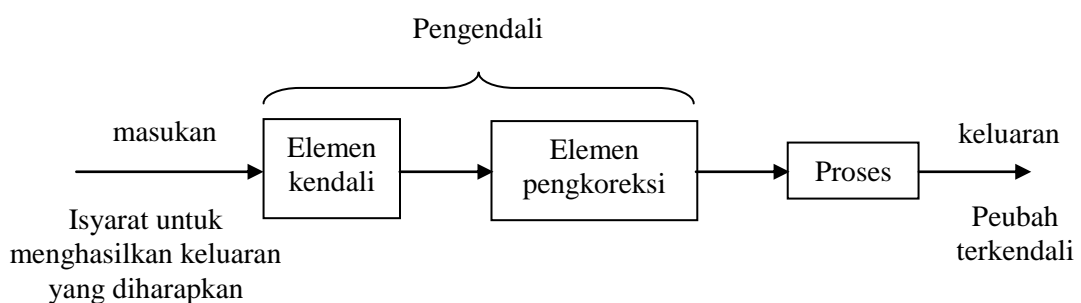 Pengendali
masukan
Elemen
kendali
Elemen
pengkoreksi
Proses
keluaran
Isyarat untuk
menghasilkan keluaran
yang diharapkan
Peubah
terkendali